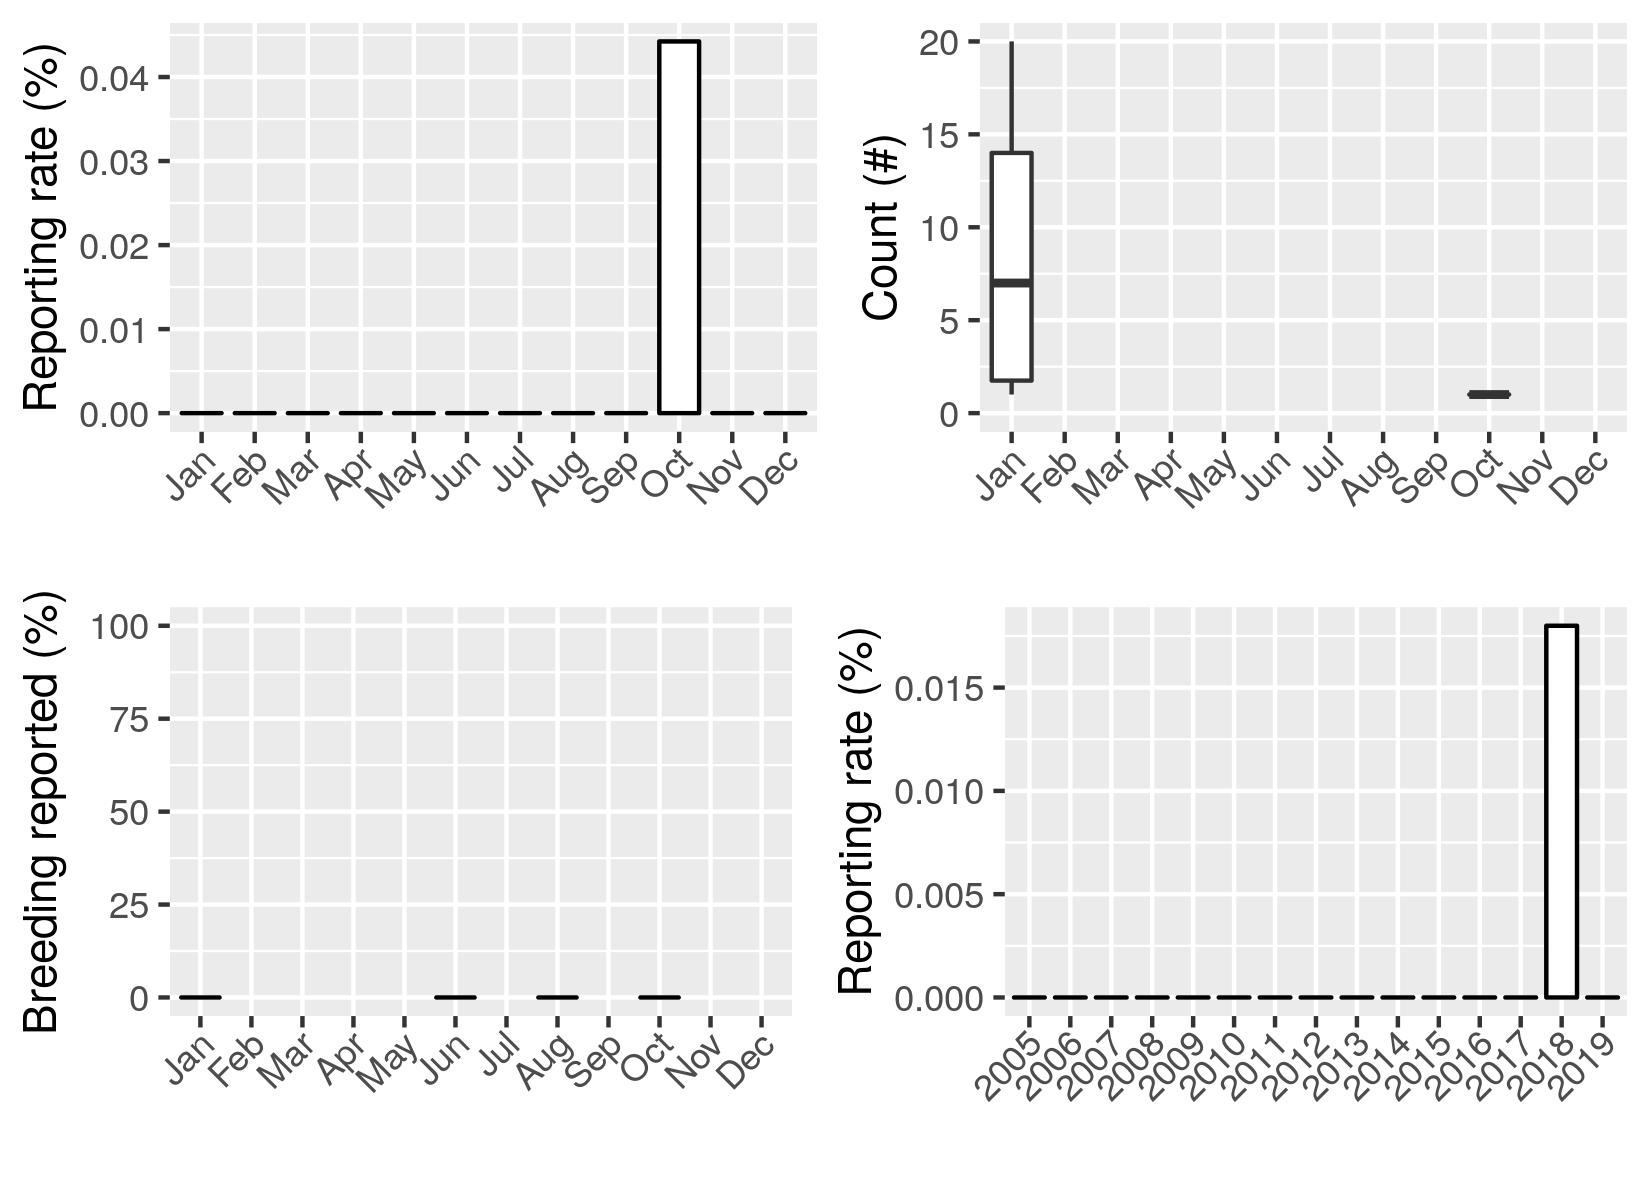 Reporting rate (%)
0.04
0.03
0.02
0.01
0.00
Jan Feb Mar Apr May Jun Jul Aug Sep Oct Nov Dec
Count (#)
20
15
10
5
0
Jan Feb Mar Apr May Jun Jul Aug Sep Oct Nov Dec
Breeding reported (%)
100
75
50
25
0
Jan Feb Mar Apr May Jun Jul Aug Sep Oct Nov Dec
Reporting rate (%)
0.015
0.010
0.005
0.000
2005 2006 2007 2008 2009 2010 2011 2012 2013 2014 2015 2016 2017 2018 2019